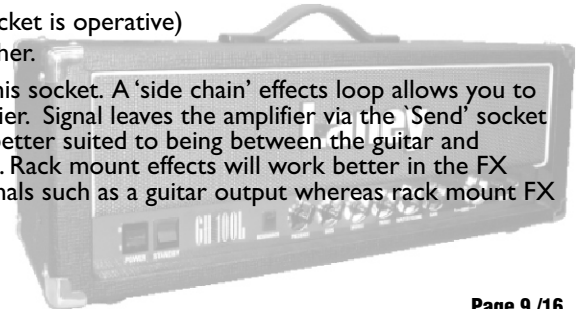 cket is operative)
her.
his socket. A 'side chain' effects loop allows you to
ier. Signal leaves the amplifier via the `Send' socket
etter suited to being between the guitar and
. Rack mount effects will work better in the FX
nals such as a guitar output whereas rack mount FX
Laney
POWER STANDBY GH 100L
Page 9 /16